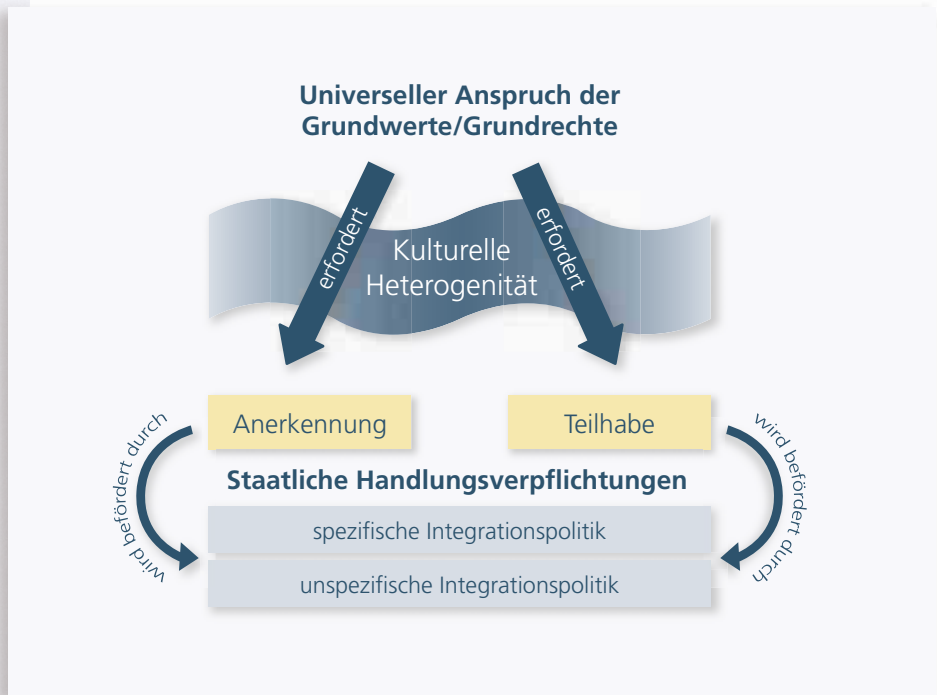 Universeller Anspruch der
Grundwerte/Grundrechte
erfordert
erfordert
Kulturelle
Heterogenität
Anerkennung
Teilhabe
wird befördert durch
wird befördert durch
Staatliche Handlungsverpflichtungen
spezifische Integrationspolitik
unspezifische Integrationspolitik